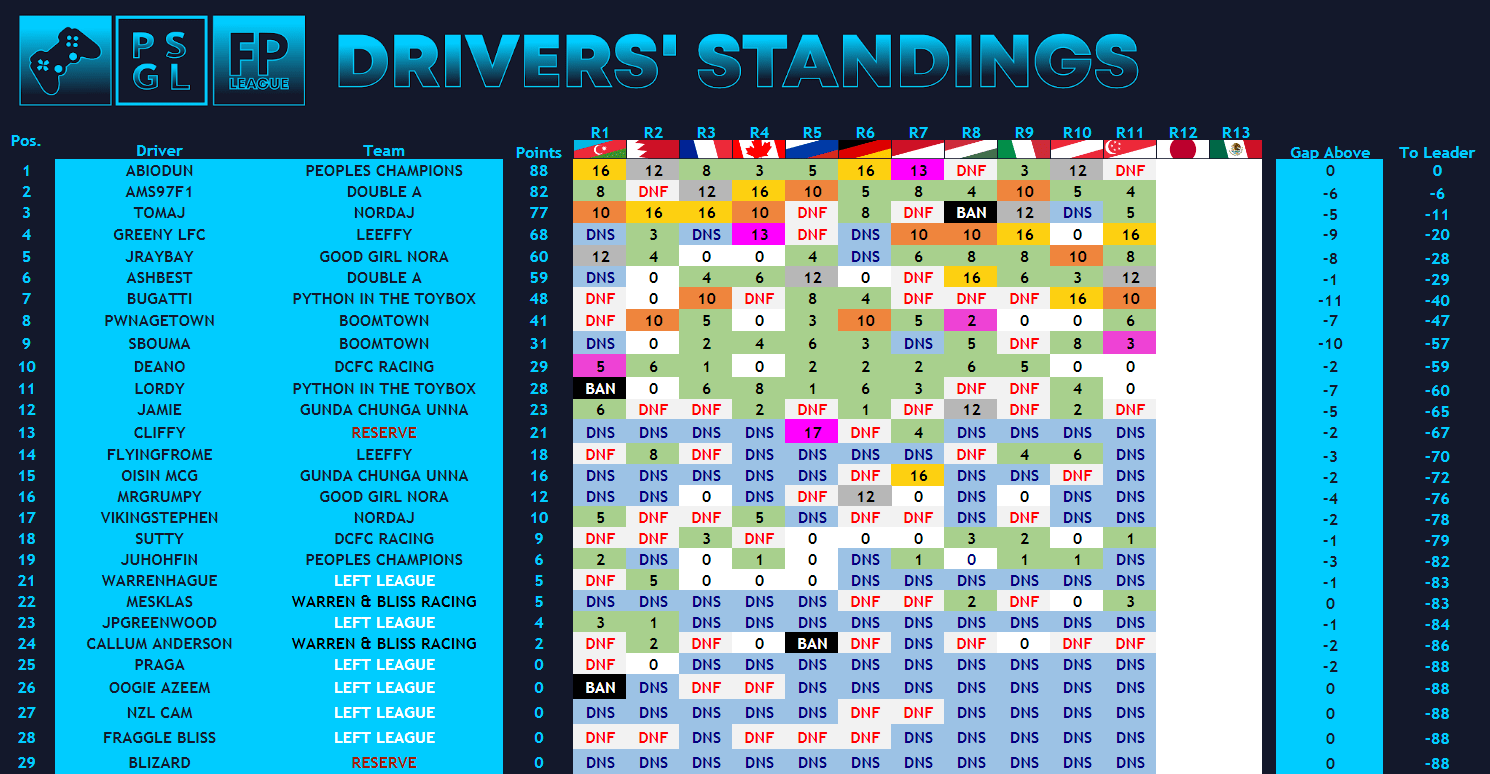 P S
G L
FP
LEAGUE
DRIVERS' STANDINGS
Pos. Driver Team Points R1 R2 R3 R4 R5 R6 R7 R8 R9 R10 R11 R12 R13 Gap Above To Leader
1 ABIODUN PEOPLES CHAMPIONS 88 16 12 8 3 5 16 13 DNF 3 12 DNF 0 0
2 AMS97F1 DOUBLE A 82 8 DNF 12 16 10 5 8 4 10 5 4 -6 -6
3 TOMAJ NORDAJ 77 10 16 16 10 DNF 8 DNF BAN 12 DNS 5 -5 -11
4 GREENY LFC LEEFFY 68 DNS 3 DNS 13 DNF DNS 10 10 16 0 16 -9 -20
5 JRAYBAY GOOD GIRL NORA 60 12 4 0 0 4 DNS 6 8 8 10 8 -8 -28
6 ASHBEST DOUBLE A 59 DNS 0 4 6 12 0 DNF 16 6 3 12 -1 -29
7 BUGATTI PYTHON IN THE TOYBOX 48 DNF 0 10 DNF 8 4 DNF DNF DNF 16 10 -11 -40
8 PWNAGETOWN BOOMTOWN 41 DNF 10 5 0 3 10 5 2 0 0 6 -7 -47
9 SBOUMA BOOMTOWN 31 DNS 0 2 4 6 3 DNS 5 DNF 8 3 -10 -57
10 DEANO DCFC RACING 29 5 6 1 0 2 2 2 6 5 0 0 -2 -59
11 LORDY PYTHON IN THE TOYBOX 28 BAN 0 6 8 1 6 3 DNF DNF 4 0 -7 -60
12 JAMIE GUNDA CHUNGA UNNA 23 6 DNF DNF 2 DNF 1 DNF 12 DNF 2 DNF -5 -65
13 CLIFFY RESERVE 21 DNS DNS DNS DNS 17 DNF 4 DNS DNS DNS DNS -2 -67
14 FLYINGFROME LEEFFY 18 DNF 8 DNF DNS DNS DNS DNS DNF 4 6 DNS -3 -70
15 OISIN MCG GUNDA CHUNGA UNNA 16 DNS DNS DNS DNS DNS DNF 16 DNS DNS DNF DNS -2 -72
16 MRGRUMPY GOOD GIRL NORA 12 DNS DNS 0 DNS DNF 12 0 DNS 0 DNS DNS -4 -76
17 VIKINGSTEPHEN NORDAJ 10 5 DNF DNF 5 DNS DNF DNF DNS DNF DNS DNS -2 -78
18 SUTTY DCFC RACING 9 DNF DNF 3 DNF 0 0 0 3 2 0 1 -1 -79
19 JUHOHFIN PEOPLES CHAMPIONS 6 2 DNS 0 1 0 DNS 1 0 1 1 DNS -3 -82
21 WARRENHAGUE LEFT LEAGUE 5 DNF 5 0 0 0 DNS DNS DNS DNS DNS DNS -1 -83
22 MESKLAS WARREN & BLISS RACING 5 DNS DNS DNS DNS DNS DNF DNF 2 DNF 0 3 0 -83
23 JPGREENWOOD LEFT LEAGUE 4 3 1 DNF DNS DNS DNS DNS DNS DNS DNS DNS -1 -84
24 CALLUM ANDERSON WARREN & BLISS RACING 2 DNF 2 DNF 0 BAN DNF DNS DNF 0 DNF DNF -2 -86
25 PRAGA LEFT LEAGUE 0 DNF 0 DNS DNS DNS DNS DNS DNS DNS DNS DNS -2 -88
26 OOGIE AZEEM LEFT LEAGUE 0 BAN DNS DNF DNF DNS DNS DNS DNS DNS DNS DNS 0 -88
27 NZL CAM LEFT LEAGUE 0 DNS DNS DNS DNS DNS DNF DNF DNS DNS DNS DNS 0 -88
28 FRAGGLE BLISS LEFT LEAGUE 0 DNF DNF DNS DNF DNF DNF DNS DNS DNS DNS DNS 0 -88
29 BLIZARD RESERVE 0 DNS DNS DNS DNS DNS DNS DNS DNS DNS DNS DNS 0 -88